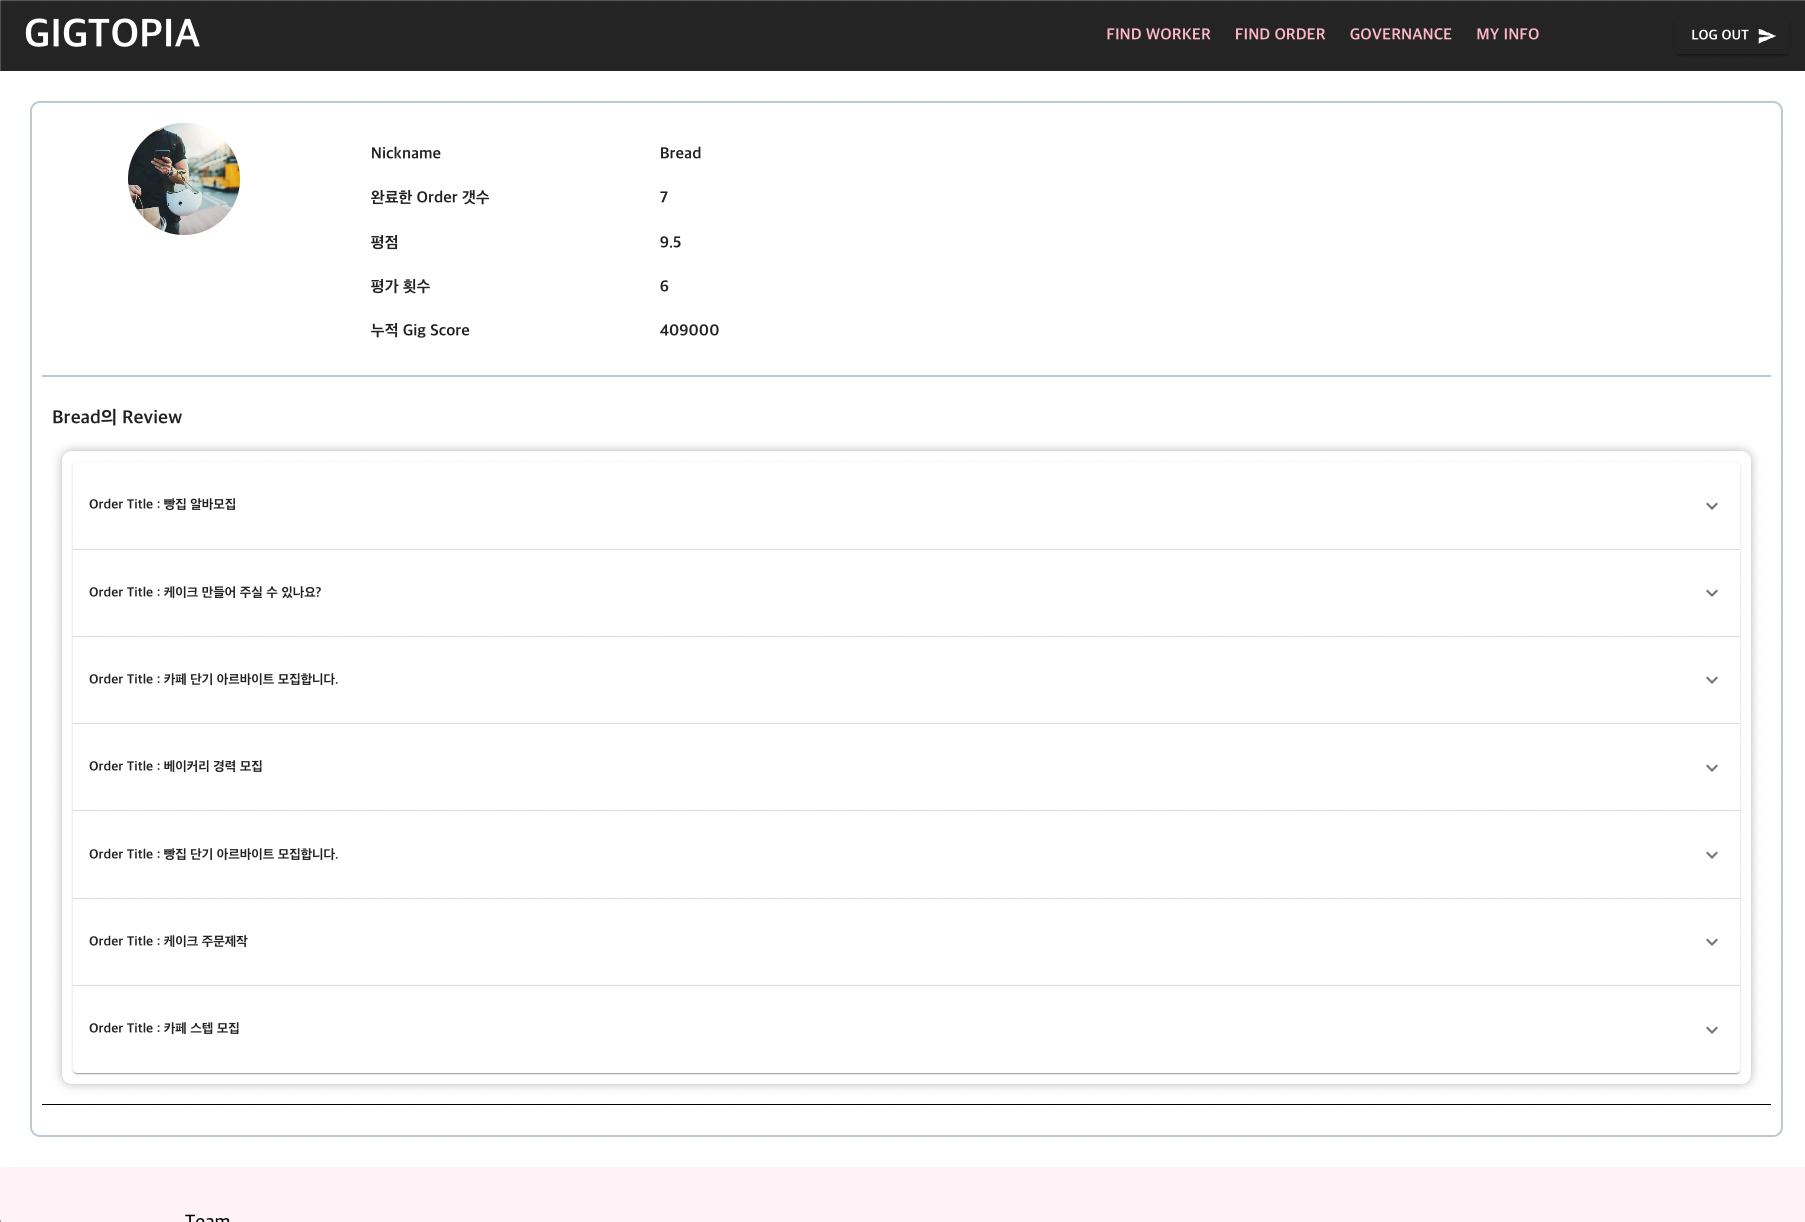 GIGTOPIA FIND WORKER FIND ORDER GOVERNANCE MY INFO LOG OUT
Nickname Bread
완료한 Order 갯수 7
평점 9.5
평가 횟수 6
누적 Gig Score 409000
Bread의 Review
Order Title : 빵집 알바모집
Order Title : 케이크 만들어 주실 수 있나요?
Order Title : 카페 단기 아르바이트 모집합니다.
Order Title : 베이커리 경력 모집
Order Title : 빵집 단기 아르바이트 모집합니다.
Order Title : 케이크 주문제작
Order Title : 카페 스텝 모집
Team